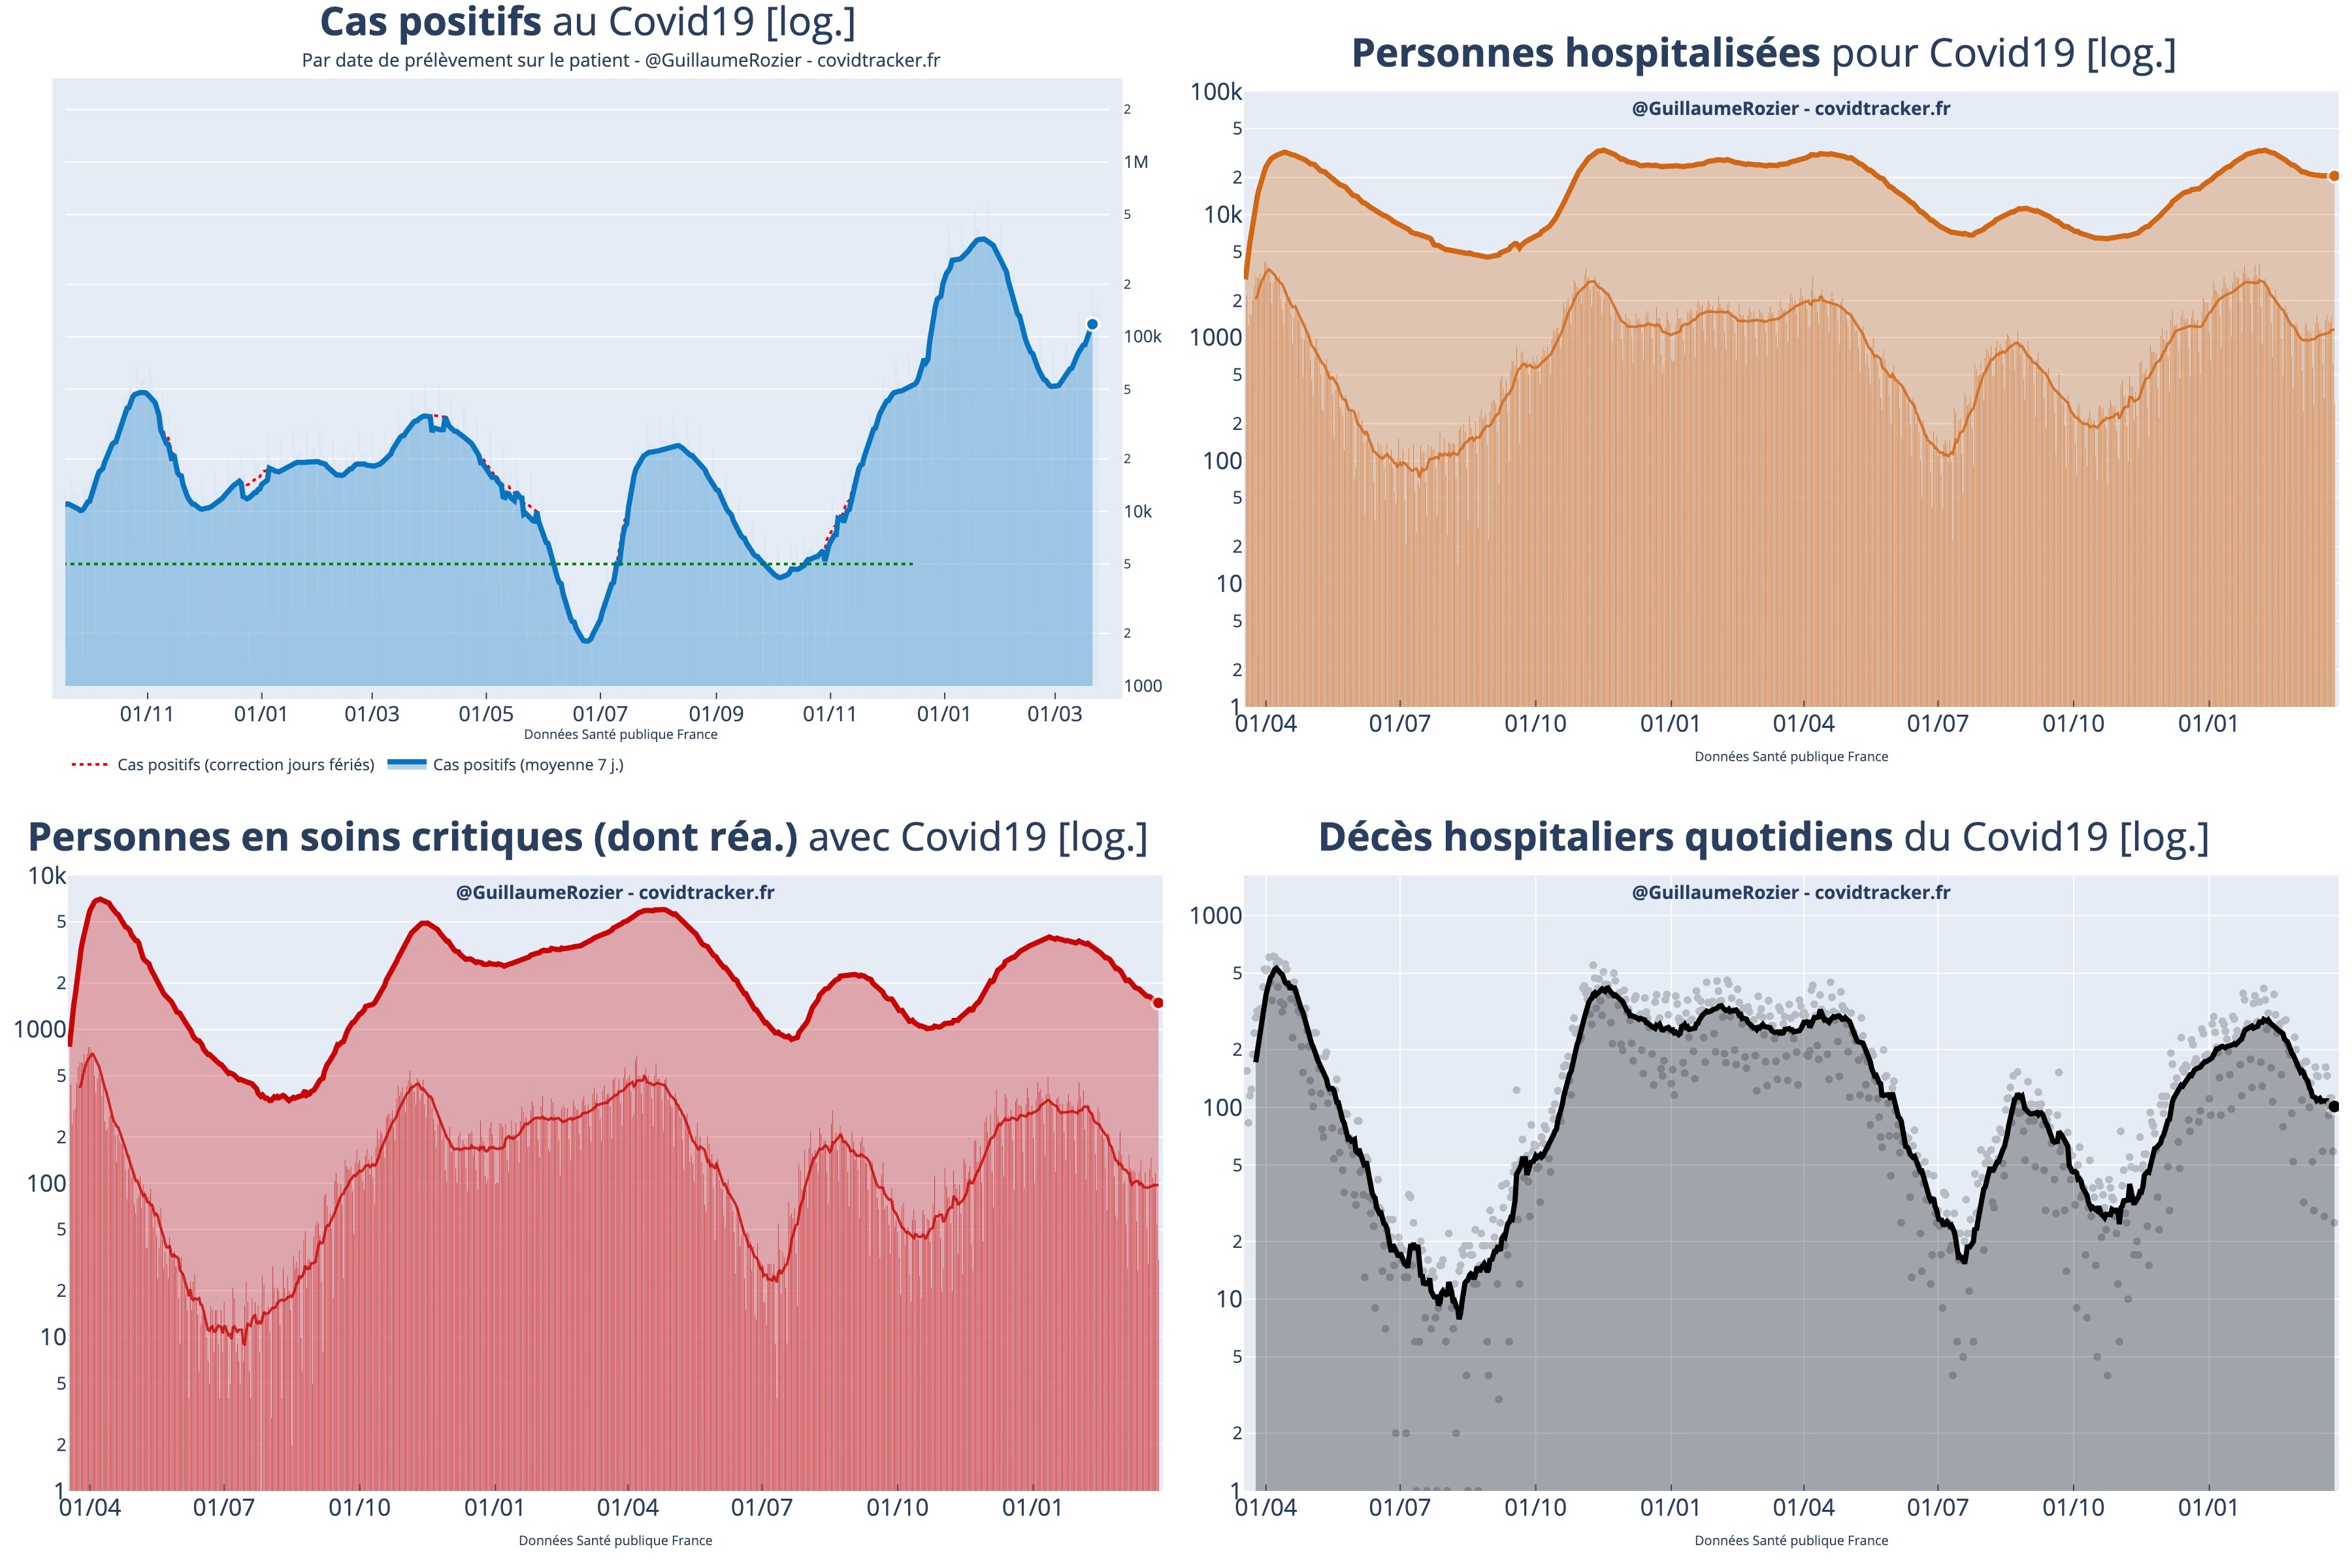 Cas positifs au Covid19 [log.]
Par date de prélèvement sur le patient - @GuillaumeRozier - covidtracker.fr
2
1M
5
2
100k
5
2
10k
5
2
1000
01/11 01/01 01/03 01/05 01/07 01/09 01/11 01/01 01/03
Données Santé publique France
Cas positifs (correction jours fériés) Cas positifs (moyenne 7 j.)
Personnes hospitalisées pour Covid19 [log.]
@GuillaumeRozier - covidtracker.fr
100k
5
2
10k
5
2
1000
5
2
100
5
2
10
5
2
1
01/04 01/07 01/10 01/01 01/04 01/07 01/10 01/01
Données Santé publique France
Personnes en soins critiques (dont réa.) avec Covid19 [log.]
@GuillaumeRozier - covidtracker.fr
10k
5
2
1000
5
2
100
5
2
10
5
2
1
01/04 01/07 01/10 01/01 01/04 01/07 01/10 01/01
Données Santé publique France
Décès hospitaliers quotidiens du Covid19 [log.]
@GuillaumeRozier - covidtracker.fr
1000
5
2
100
5
2
10
5
2
1
01/04 01/07 01/10 01/01 01/04 01/07 01/10 01/01
Données Santé publique France